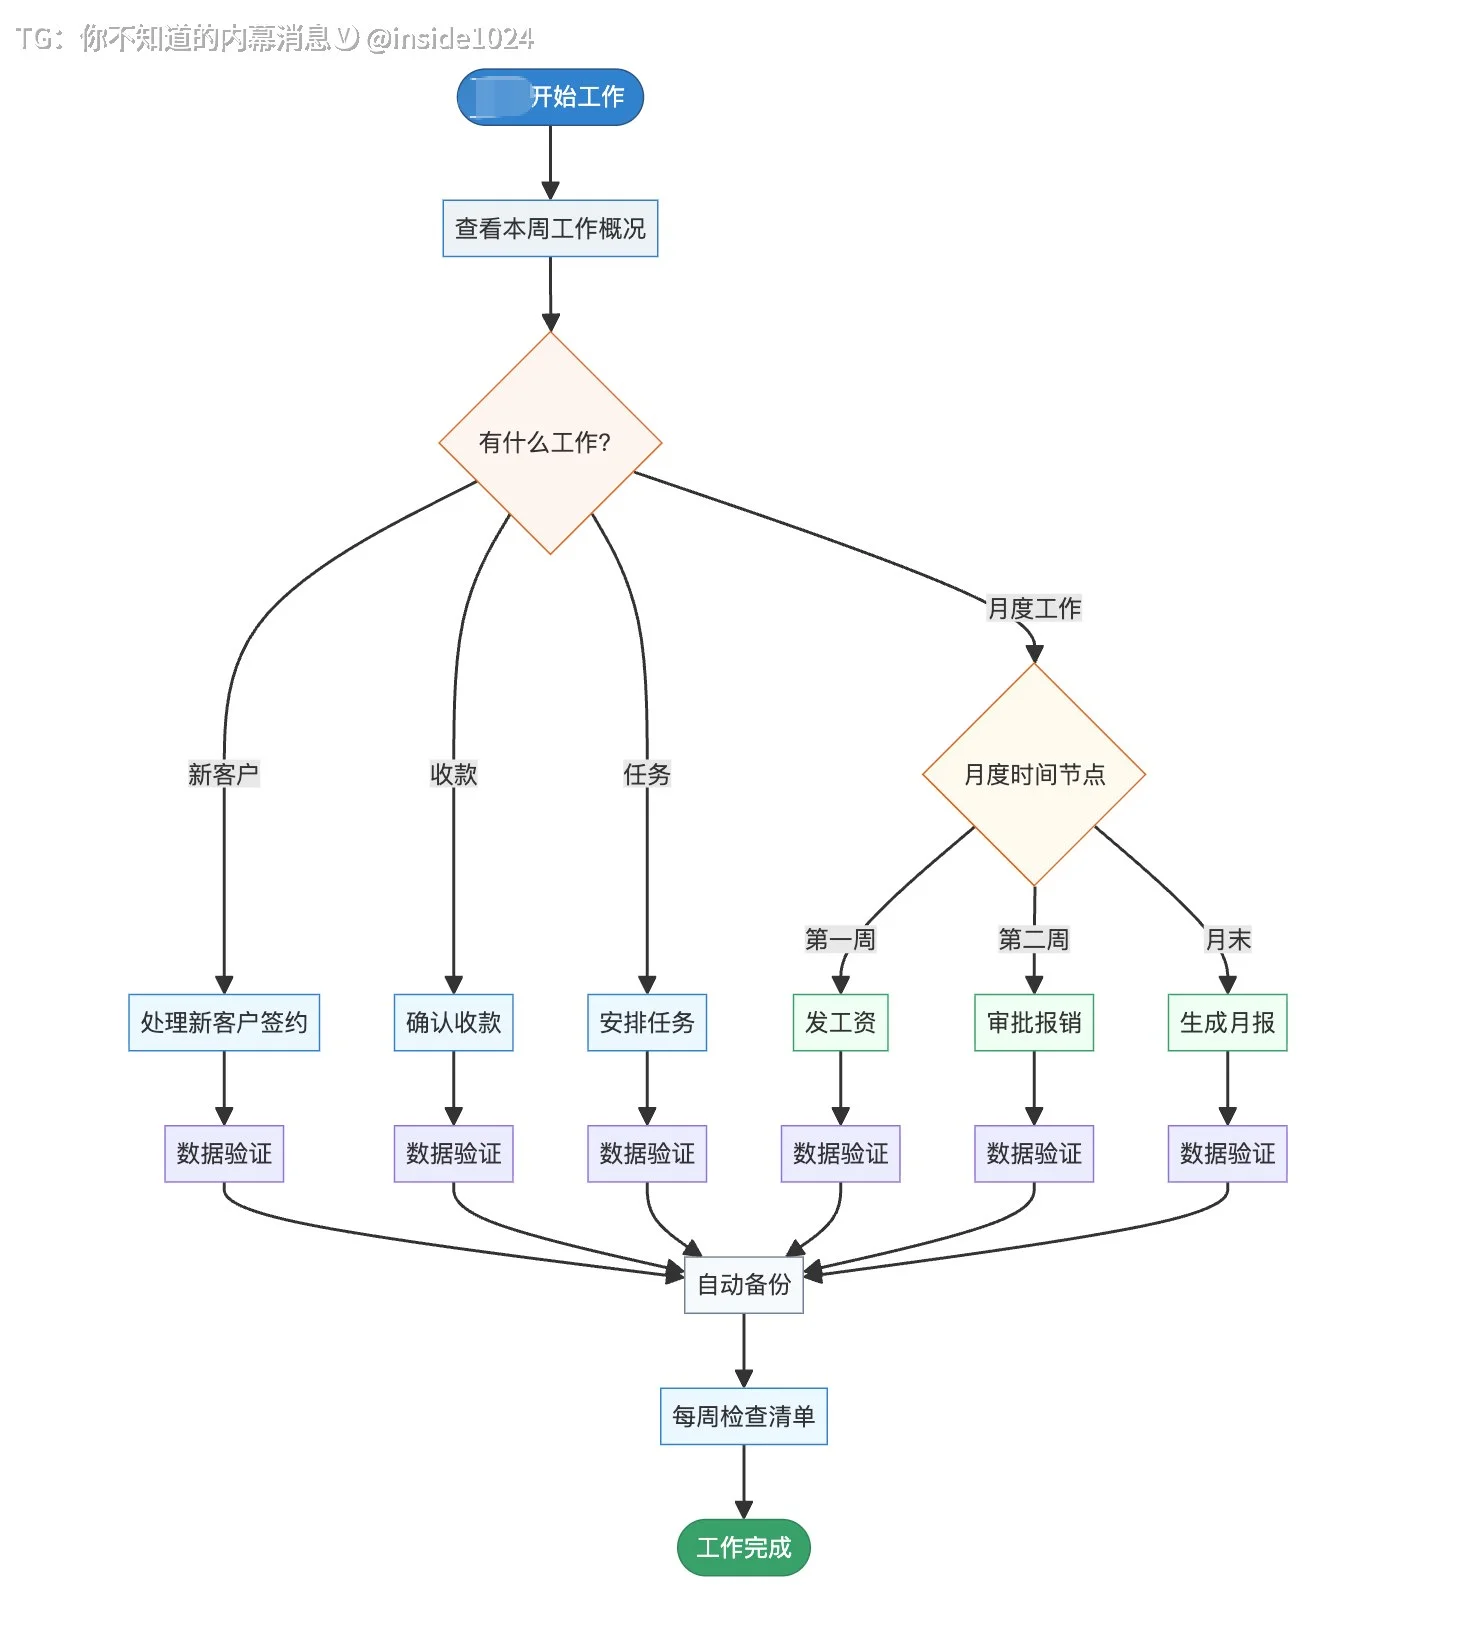 TG：你不知道的内幕消息Ⓥ @inside1024
开始工作
查看本周工作概况
有什么工作?
月度工作
新客户
收款
任务
月度时间节点
第一周
第二周
月末
处理新客户签约
确认收款
安排任务
发工资
审批报销
生成月报
数据验证
数据验证
数据验证
数据验证
数据验证
数据验证
自动备份
每周检查清单
工作完成